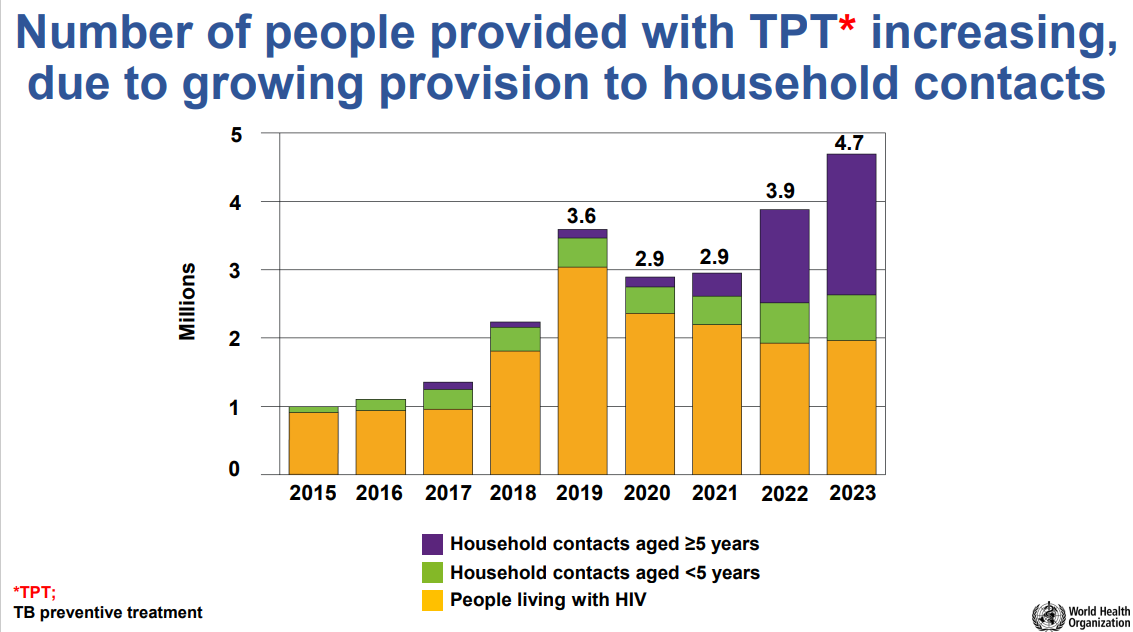 Number of people provided with TPT* increasing,
due to growing provision to household contacts
5
4
3
2
1
0
Millions
3.6
2.9
2.9
3.9
4.7
2015 2016 2017 2018 2019 2020 2021 2022 2023
Household contacts aged ≥5 years
Household contacts aged <5 years
People living with HIV
*TPT;
TB preventive treatment
World Health
Organization